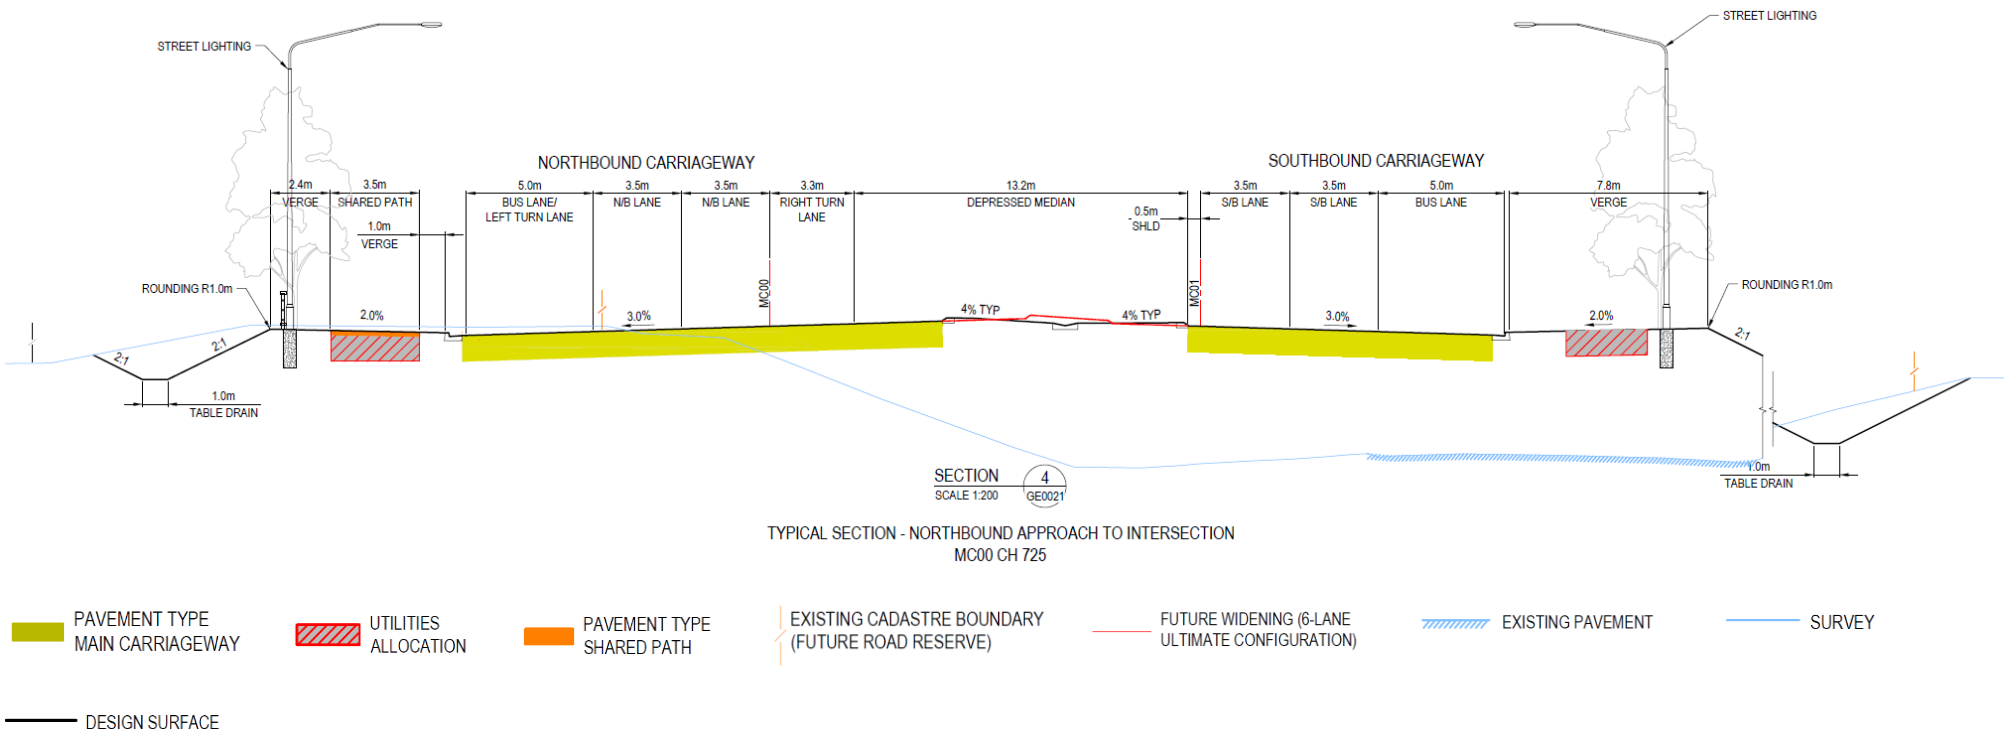 STREET LIGHTING
STREET LIGHTING
NORTHBOUND CARRIAGEWAY
SOUTHBOUND CARRIAGEWAY
2.4m
VERGE
3.5m
SHARED PATH
1.0m
VERGE
5.0m
BUS LANE/
LEFT TURN LANE
3.5m
N/B LANE
3.5m
N/B LANE
3.3m
RIGHT TURN
LANE
13.2m
DEPRESSED MEDIAN
0.5m
SHLD
3.5m
S/B LANE
3.5m
S/B LANE
5.0m
BUS LANE
7.8m
VERGE
ROUNDING R1.0m
ROUNDING R1.0m
MC00
MC01
2.0%
3.0%
4% TYP
4% TYP
3.0%
2.0%
2:1
2:1
2:1
1.0m
TABLE DRAIN
1.0m
TABLE DRAIN
SECTION
SCALE 1:200
4
GE0021
TYPICAL SECTION - NORTHBOUND APPROACH TO INTERSECTION
MC00 CH 725
PAVEMENT TYPE
MAIN CARRIAGEWAY
UTILITIES
ALLOCATION
PAVEMENT TYPE
SHARED PATH
EXISTING CADASTRE BOUNDARY
(FUTURE ROAD RESERVE)
FUTURE WIDENING (6-LANE
ULTIMATE CONFIGURATION)
EXISTING PAVEMENT
SURVEY
DESIGN SURFACE